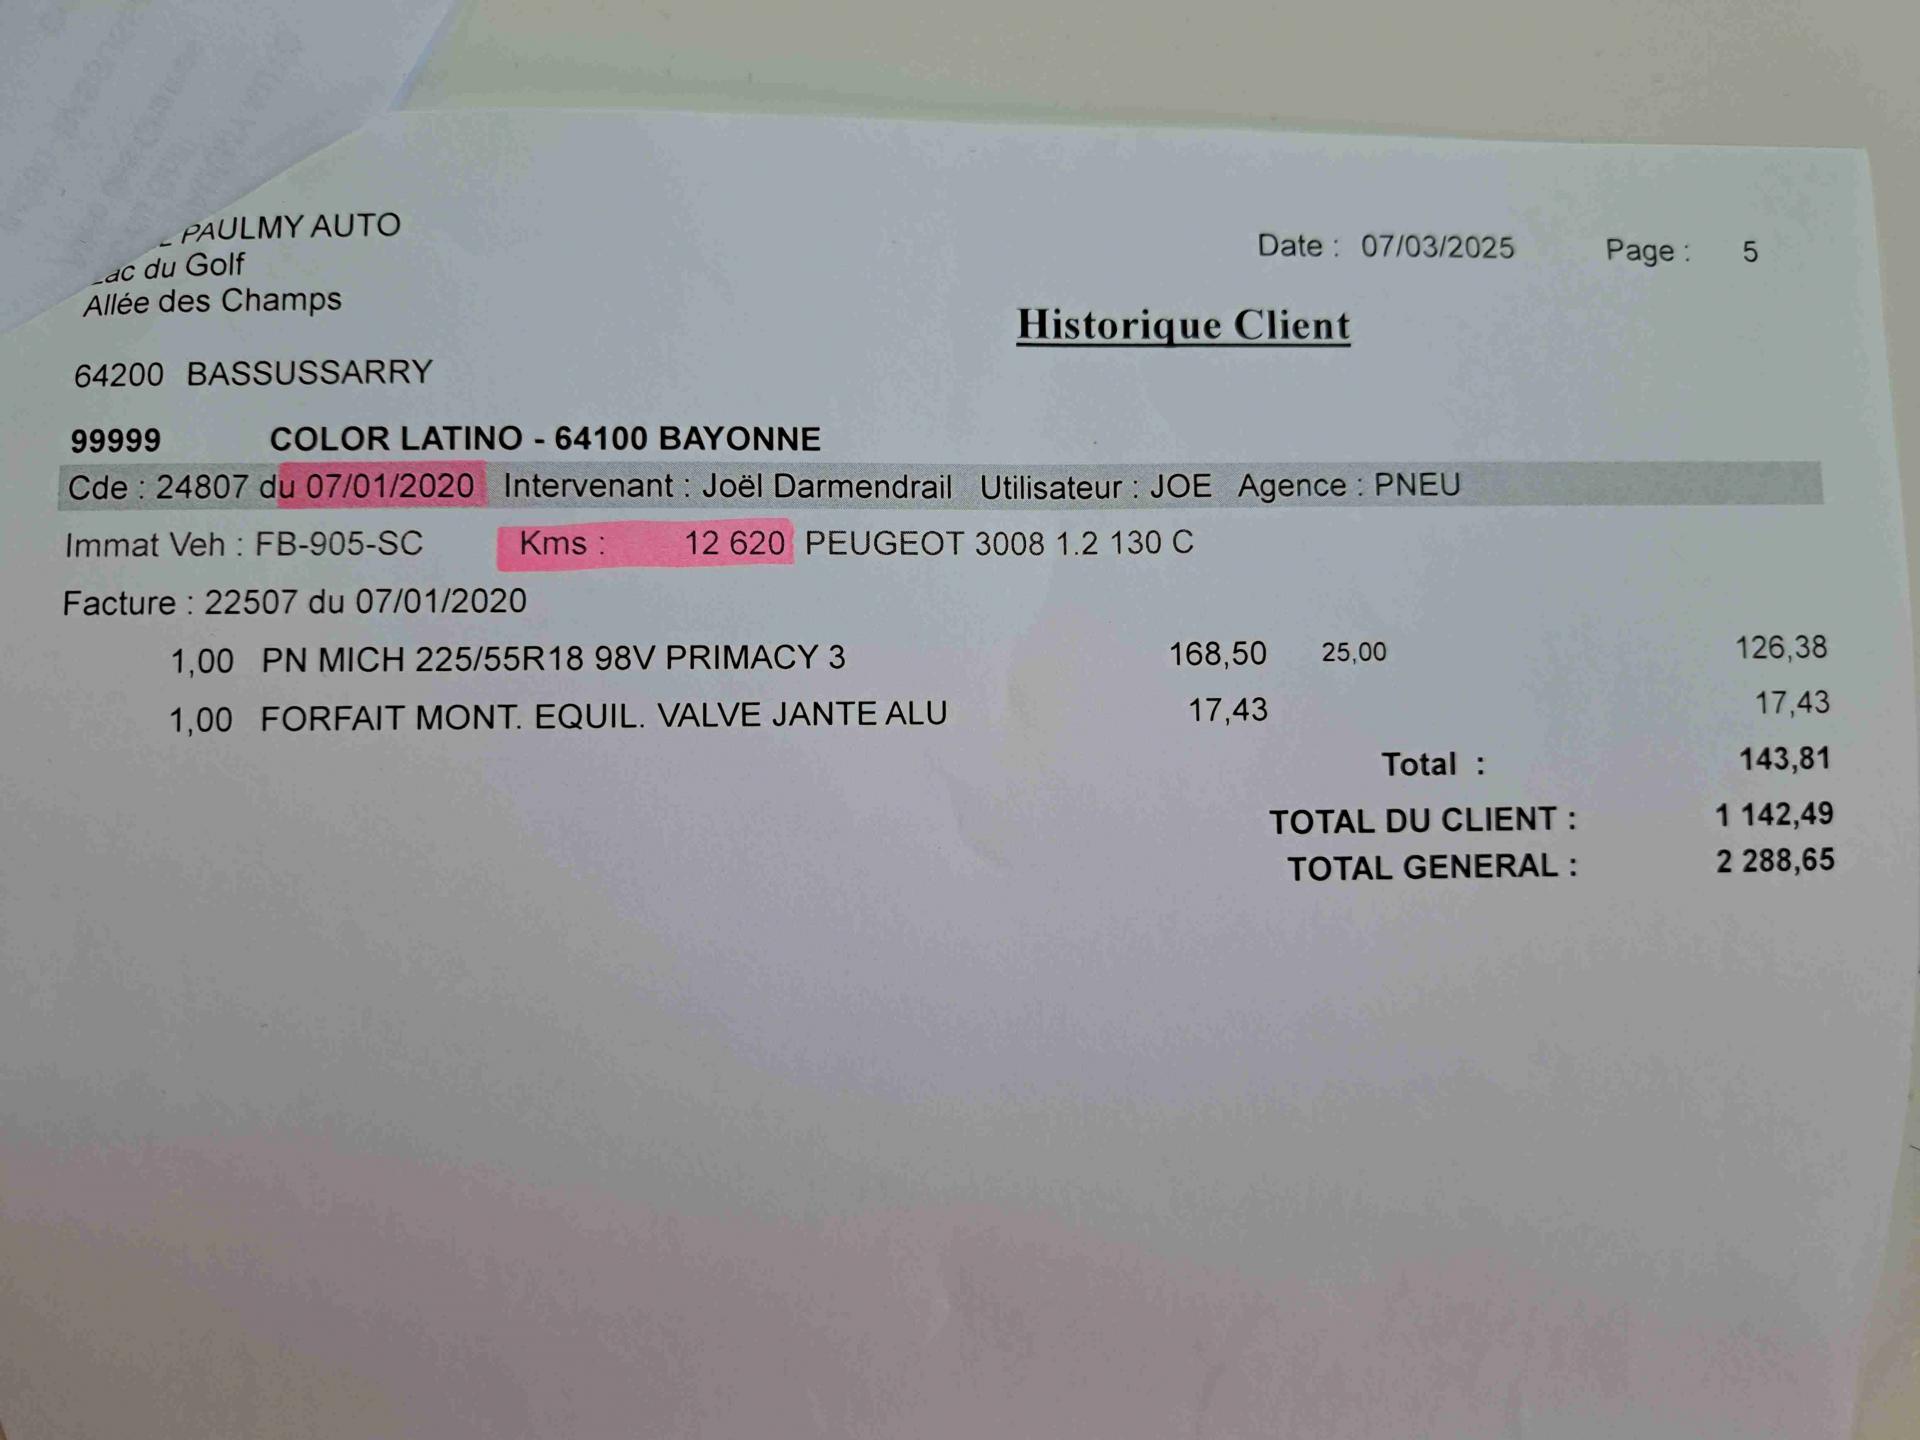 PAULMY AUTO
Lac du Golf
Allée des Champs
Date : 07/03/2025 Page : 5
Historique Client
64200 BASSUSSARRY
99999 COLOR LATINO - 64100 BAYONNE
Cde : 24807 du 07/01/2020 Intervenant : Joël Darmendrail Utilisateur : JOE Agence : PNEU
Immat Veh : FB-905-SC Kms : 12 620 PEUGEOT 3008 1.2 130 C
Facture : 22507 du 07/01/2020
1,00 PN MICH 225/55R18 98V PRIMACY 3 168,50 25,00 126,38
1,00 FORFAIT MONT. EQUIL. VALVE JANTE ALU 17,43 17,43
Total : 143,81
TOTAL DU CLIENT : 1 142,49
TOTAL GENERAL : 2 288,65